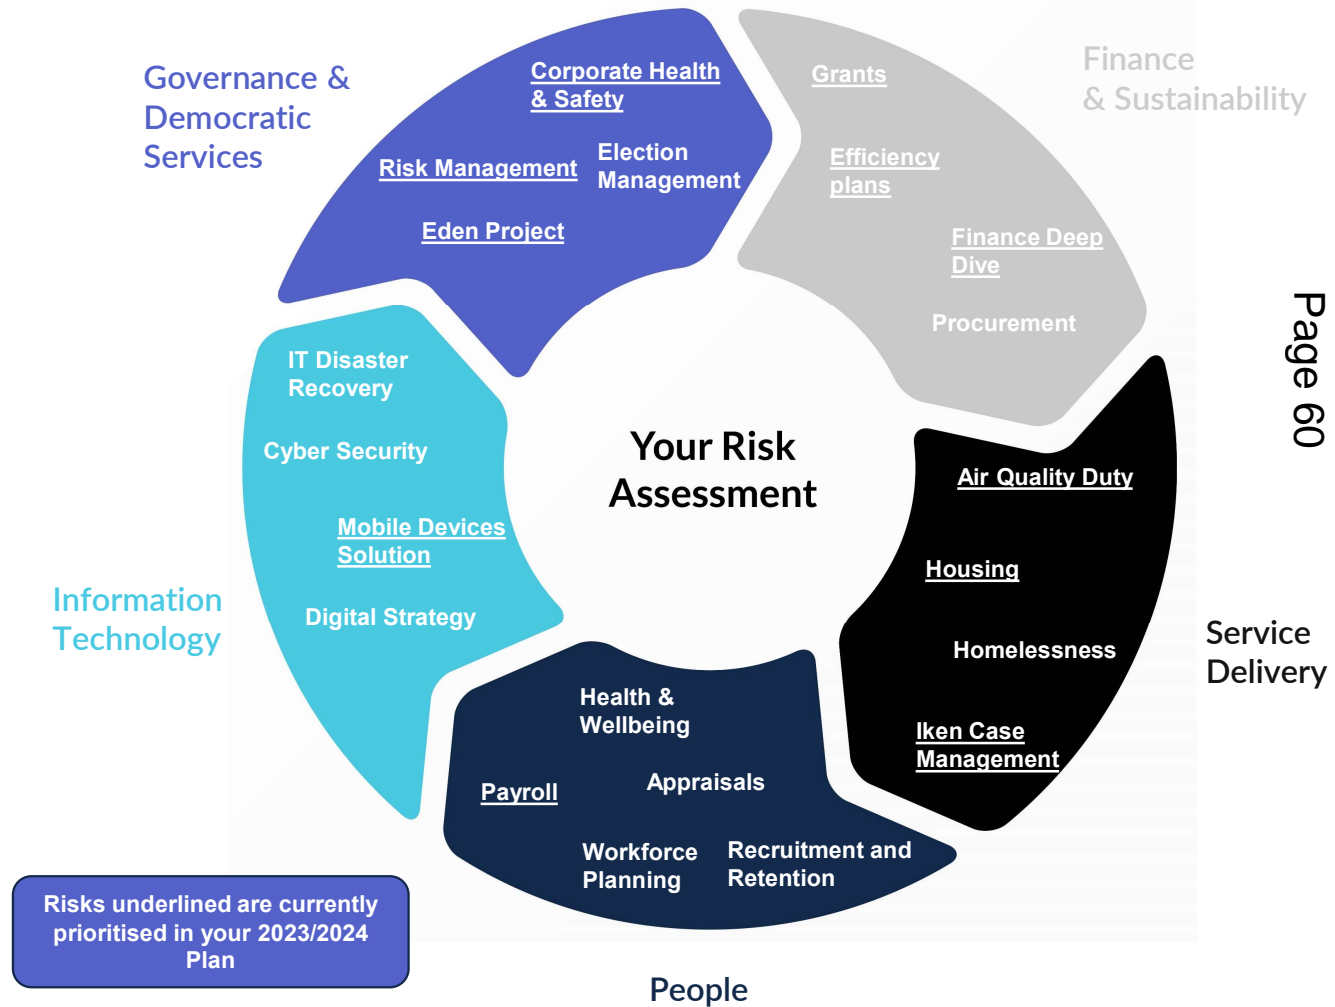 Governance &
Democratic
Services
Corporate Health
& Safety
Risk Management
Election
Management
Eden Project
Finance
& Sustainability
Grants
Efficiency
plans
Finance Deep
Dive
Procurement
Page 60
Your Risk
Assessment
IT Disaster
Recovery
Cyber Security
Mobile Devices
Solution
Digital Strategy
Information
Technology
Air Quality Duty
Housing
Homelessness
Iken Case
Management
Service
Delivery
Health &
Wellbeing
Payroll
Appraisals
Workforce
Planning
Recruitment and
Retention
People
Risks underlined are currently
prioritised in your 2023/2024
Plan